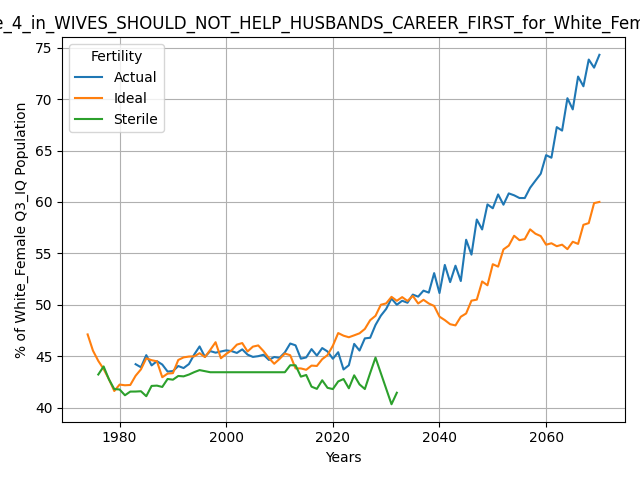 e_4_in_WIVES_SHOULD_NOT_HELP_HUSBANDS_CAREER_FIRST_for_White_Fem
Fertility
Actual
Ideal
Sterile
% of White_Female Q3_IQ Population
75
70
65
60
55
50
45
40
1980
2000
2020
2040
2060
Years